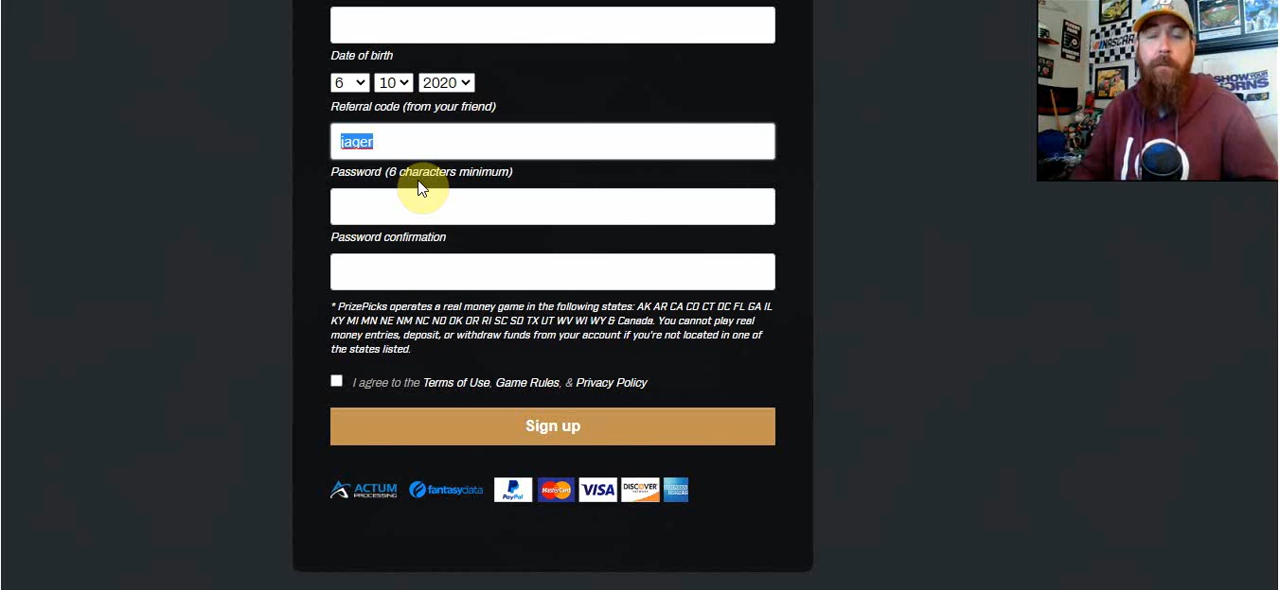 Date of birth
6 10 2020
Referral code (from your friend)
jager
Password (6 characters minimum)
Password confirmation
* PrizePicks operates a real money game in the following states: AK AR CA CO CT DC FL GA IL
KY MI MN NE NM NC ND OK OR RI SC SD TX UT WV WI WY & Canada. You cannot play real
money entries, deposit, or withdraw funds from your account if you're not located in one of
the states listed.
I agree to the Terms of Use, Game Rules, & Privacy Policy
Sign up
ACTUM PROCESSING fantasydata PayPal MasterCard VISA DISCOVER
NASCAR
SHOW YOUR
HORNS